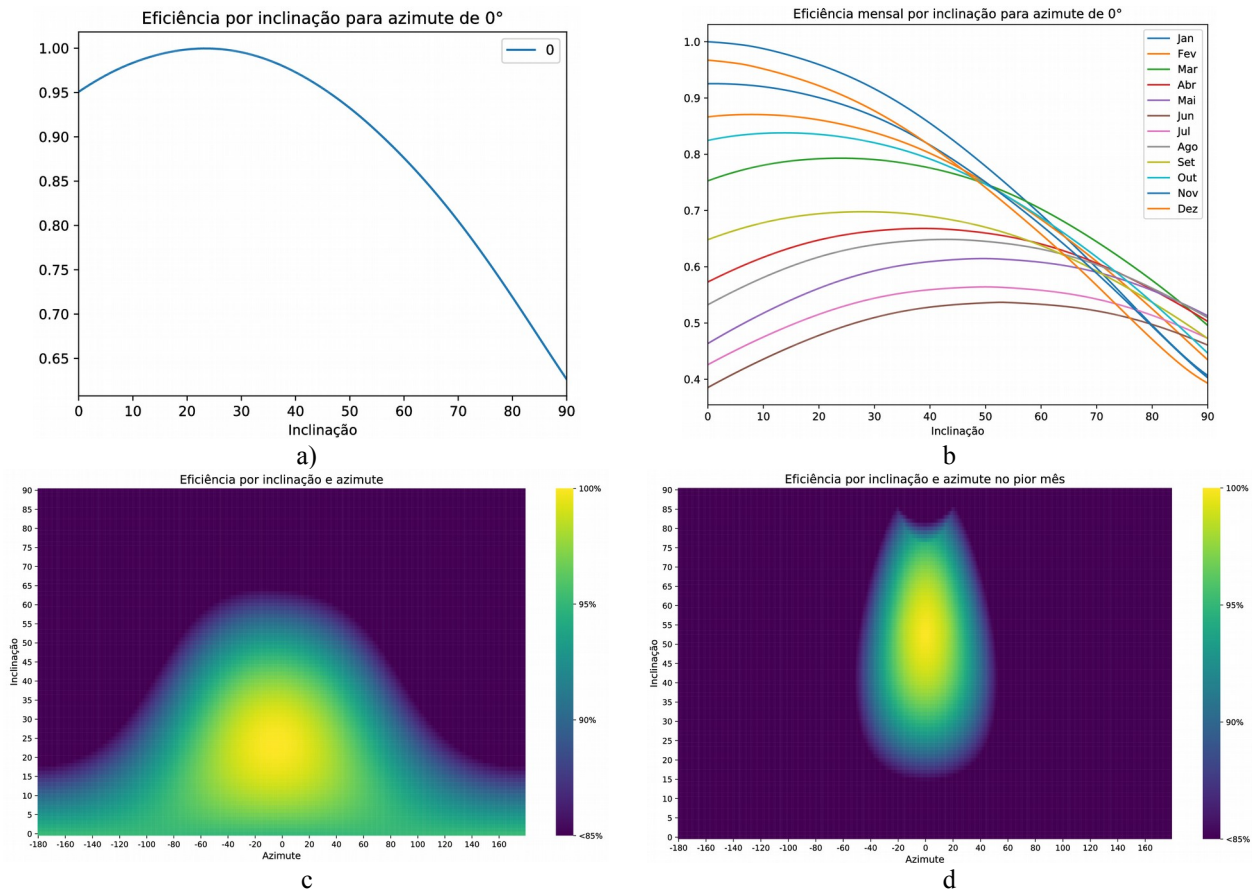 Eficiência por inclinação para azimute de 0°
1.00
0.95
0.90
0.85
0.80
0.75
0.70
0.65
0
0 10 20 30 40 50 60 70 80 90
Inclinação
a)
Eficiência mensal por inclinação para azimute de 0°
1.0
0.9
0.8
0.7
0.6
0.5
0.4
Jan
Fev
Mar
Abr
Mai
Jun
Jul
Ago
Set
Out
Nov
Dez
0 10 20 30 40 50 60 70 80 90
Inclinação
b
Eficiência por inclinação e azimute
Inclinação
90
85
80
75
70
65
60
55
50
45
40
35
30
25
20
15
10
5
0
-180 -160 -140 -120 -100 -80 -60 -40 -20 0 20 40 60 80 100 120 140 160
Azimute
100%
95%
90%
<85%
c
Eficiência por inclinação e azimute no pior mês
Inclinação
90
85
80
75
70
65
60
55
50
45
40
35
30
25
20
15
10
5
0
-180 -160 -140 -120 -100 -80 -60 -40 -20 0 20 40 60 80 100 120 140 160
Azimute
100%
95%
90%
<85%
d